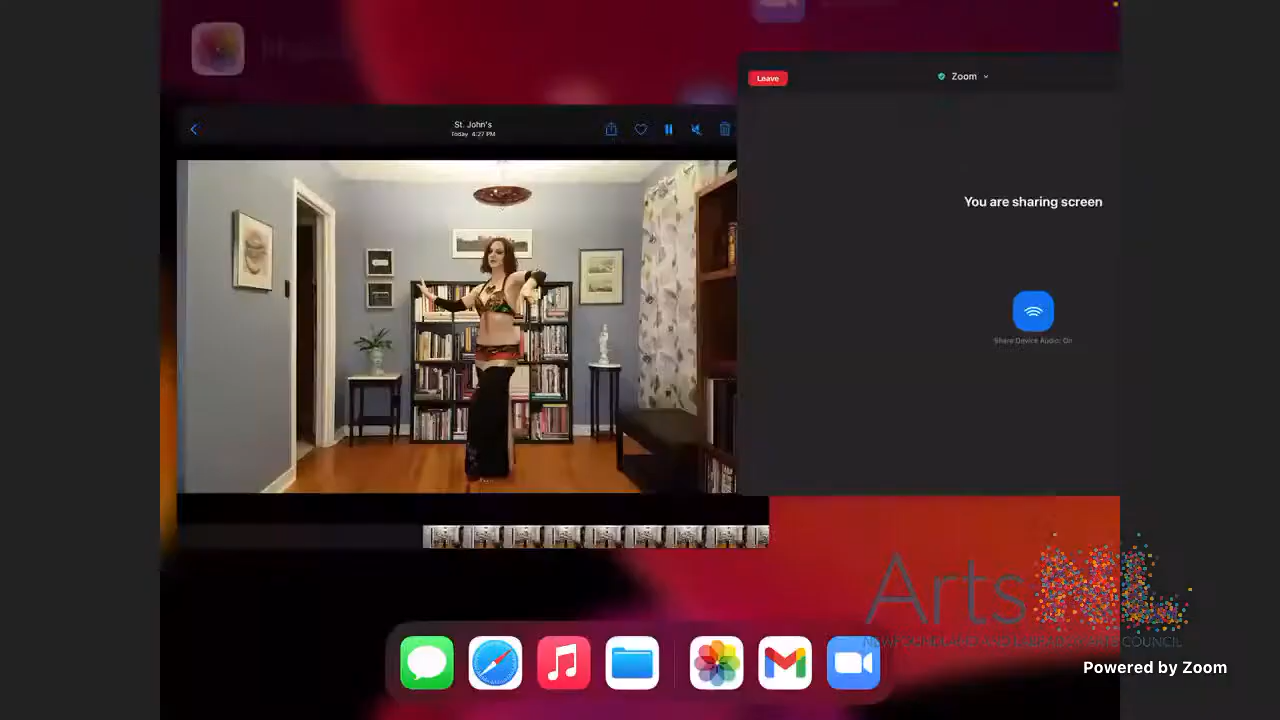 Leave
Zoom
St. John's
Today 4:27 PM
You are sharing screen
Share Device Audio: On
Arts NL
NEWFOUNDLAND AND LABRADOR ARTS COUNCIL
Powered by Zoom